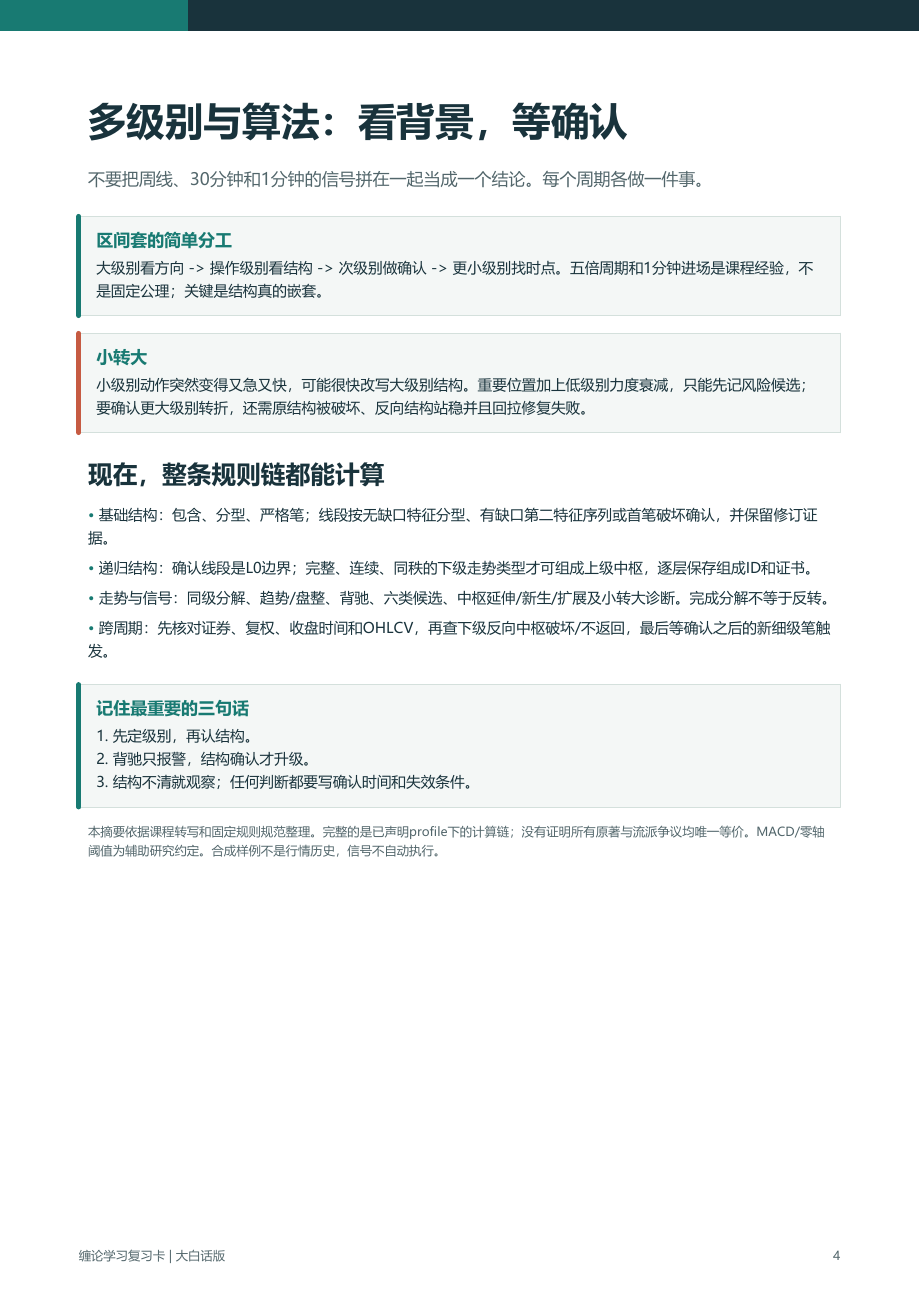 多级别与算法：看背景，等确认
不要把周线、30分钟和1分钟的信号拼在一起当成一个结论。每个周期各做一件事。
区间套的简单分工
大级别看方向 -> 操作级别看结构 -> 次级别做确认 -> 更小级别找时点。五倍周期和1分钟进场是课程经验，不
是固定公理；关键是结构真的嵌套。
小转大
小级别动作突然变得又急又快，可能很快改写大级别结构。重要位置加上低级别力度衰减，只能先记风险候选；
要确认更大级别转折，还需原结构被破坏、反向结构站稳并且回拉修复失败。
现在，整条规则链都能计算
• 基础结构：包含、分型、严格笔；线段按无缺口特征分型、有缺口第二特征序列或首笔破坏确认，并保留修订证
据。
• 递归结构：确认线段是L0边界；完整、连续、同秩的下级走势类型才可组成上级中枢，逐层保存组成ID和证书。
• 走势与信号：同级分解、趋势/盘整、背驰、六类候选、中枢延伸/新生/扩展及小转大诊断。完成分解不等于反转。
• 跨周期：先核对证券、复权、收盘时间和OHLCV，再查下级反向中枢破坏/不返回，最后等确认之后的新细级笔触
发。
记住最重要的三句话
1. 先定级别，再认结构。
2. 背驰只报警，结构确认才升级。
3. 结构不清就观察；任何判断都要写确认时间和失效条件。
本摘要依据课程转写和固定规则规范整理。完整的是已声明profile下的计算链；没有证明所有原著与流派争议均唯一等价。MACD/零轴
阈值为辅助研究约定。合成样例不是行情历史，信号不自动执行。
缠论学习复习卡 | 大白话版
4